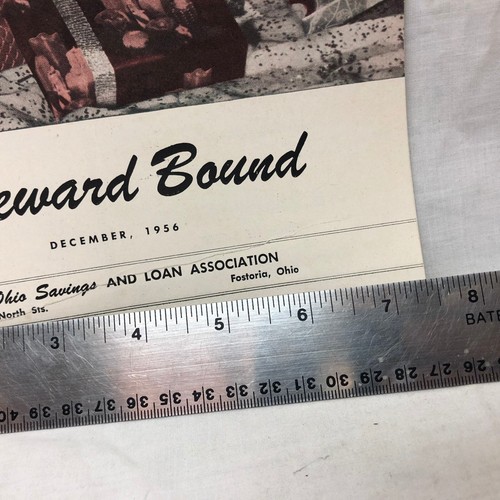 eward Bound
DECEMBER, 1956
Ohio Savings AND LOAN ASSOCIATION
North Sts.
Fostoria, Ohio
3 4 5 6 7 8
BATE
40 39 38 37 36 35 34 33 32 31 30 29 28 27 26